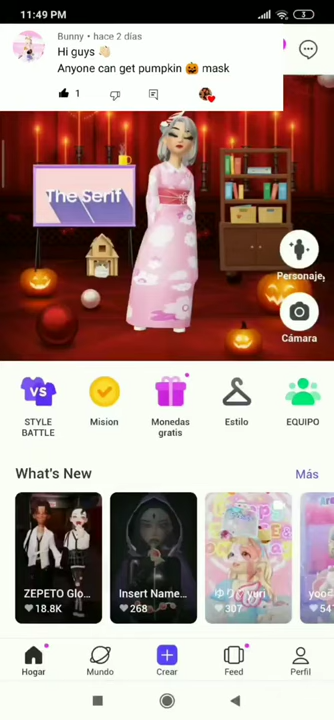 11:49 PM
Bunny • hace 2 días
Hi guys 👋🏻
Anyone can get pumpkin 🎃 mask
1
The Serif
Personaje
Cámara
STYLE
BATTLE
Mision
Monedas
gratis
Estilo
EQUIPO
What's New
Más
ZEPETO Glo...
18.8K
Insert Name...
268
ゆり♡yuri
307
yoo
54
Hogar
Mundo
Crear
Feed
Perfil